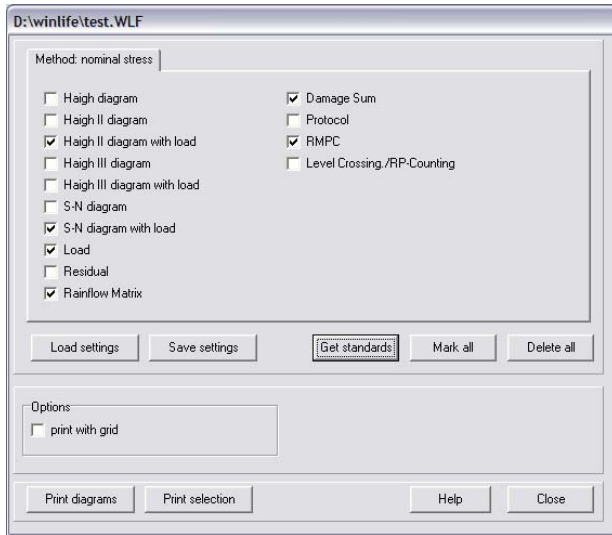 D:\winlife\test.WLF
Method: nominal stress
Haigh diagram
Haigh II diagram
Haigh II diagram with load
Haigh III diagram
Haigh III diagram with load
S-N diagram
S-N diagram with load
Load
Residual
Rainflow Matrix
Damage Sum
Protocol
RMPC
Level Crossing./RP-Counting
Load settings
Save settings
Get standards
Mark all
Delete all
Options
print with grid
Print diagrams
Print selection
Help
Close